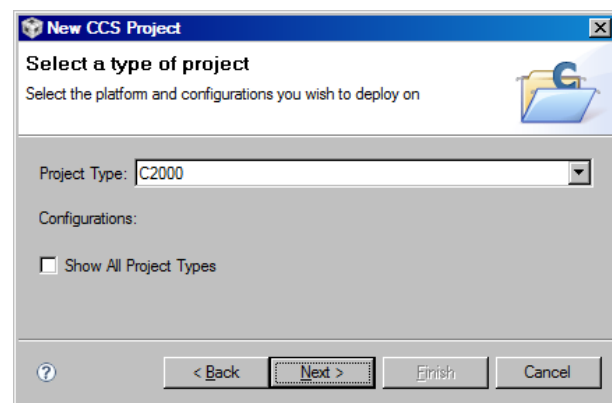 New CCS Project
Select a type of project
Select the platform and configurations you wish to deploy on
Project Type: C2000
Configurations:
Show All Project Types
? < Back Next > Finish Cancel